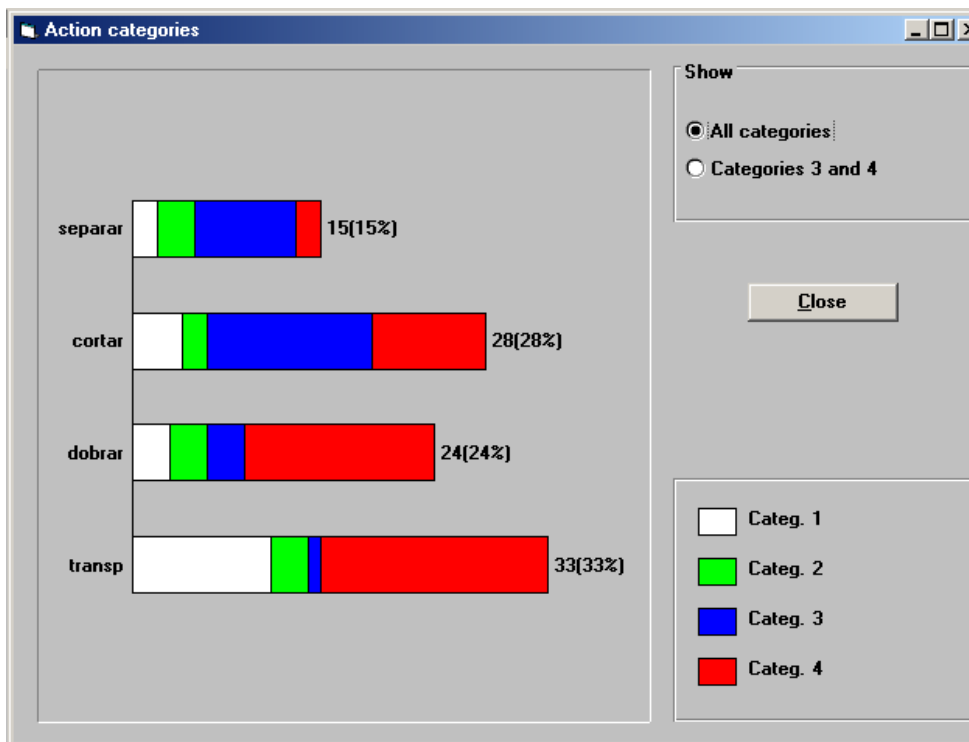 Action categories
Show
All categories
Categories 3 and 4
separar
15(15%)
Close
cortar
28(28%)
dobrar
24(24%)
transp
33(33%)
Categ. 1
Categ. 2
Categ. 3
Categ. 4